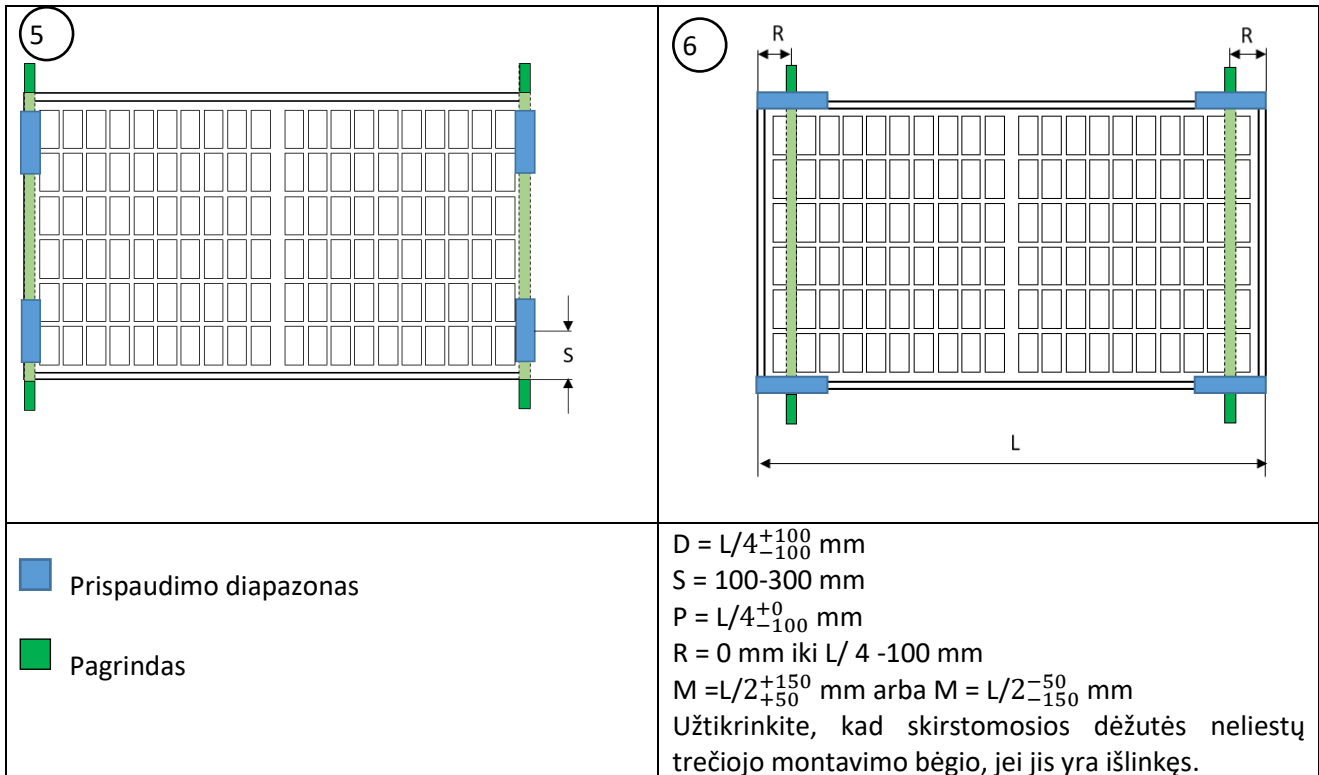 5
S
6
R R
L
Prispaudimo diapazonas
Pagrindas
D = L/4⁺¹⁰⁰₋₁₀₀ mm
S = 100-300 mm
P = L/4⁺⁰₋₁₀₀ mm
R = 0 mm iki L/ 4 -100 mm
M =L/2⁺¹⁵⁰₊₅₀ mm arba M = L/2⁻⁵⁰₋₁₅₀ mm
Užtikrinkite, kad skirstomosios dėžutės neliestų
trečiojo montavimo bėgio, jei jis yra išlinkęs.